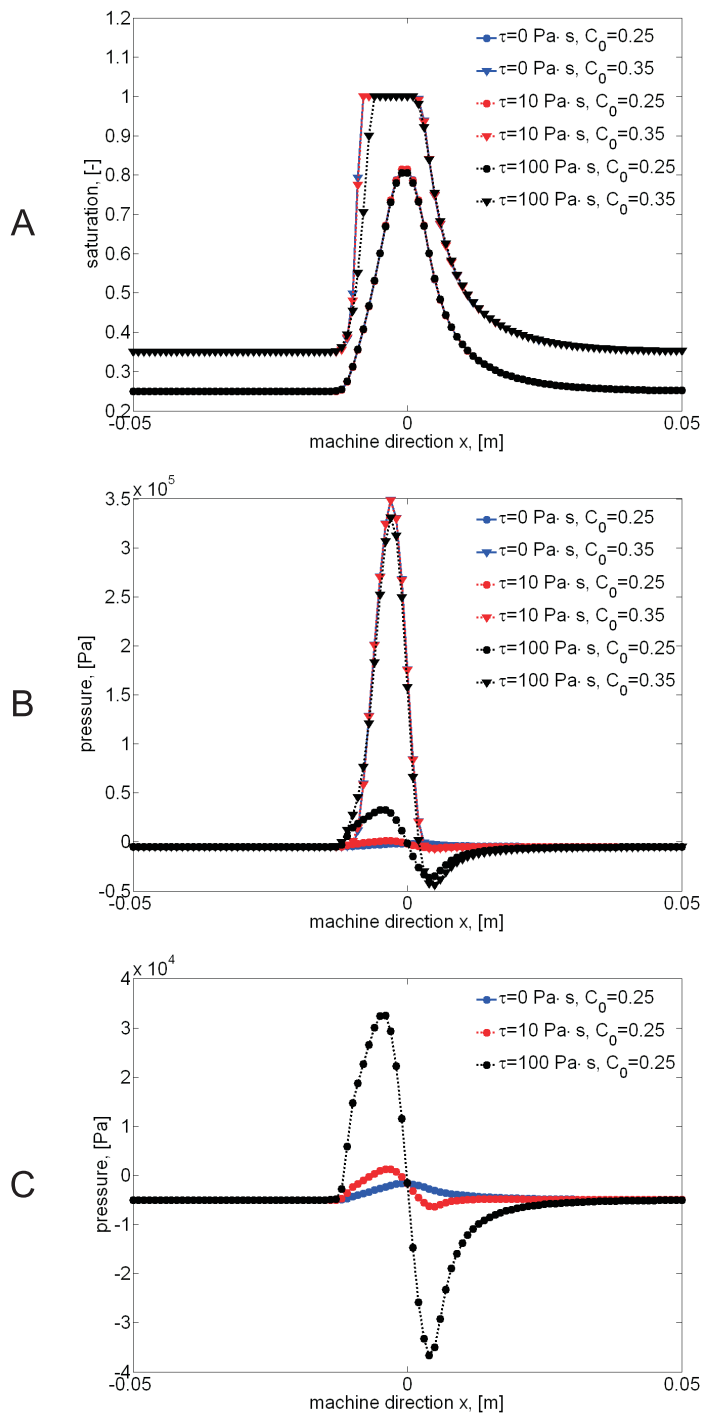 A
1.2
1.1
1
0.9
0.8
0.7
0.6
0.5
0.4
0.3
0.2
saturation, [-]
τ=0 Pa· s, C0=0.25
τ=0 Pa· s, C0=0.35
τ=10 Pa· s, C0=0.25
τ=10 Pa· s, C0=0.35
τ=100 Pa· s, C0=0.25
τ=100 Pa· s, C0=0.35
-0.05 0 0.05
machine direction x, [m]
B
x 10^5
3.5
3
2.5
2
1.5
1
0.5
0
-0.5
pressure, [Pa]
τ=0 Pa· s, C0=0.25
τ=0 Pa· s, C0=0.35
τ=10 Pa· s, C0=0.25
τ=10 Pa· s, C0=0.35
τ=100 Pa· s, C0=0.25
τ=100 Pa· s, C0=0.35
-0.05 0 0.05
machine direction x, [m]
C
x 10^4
4
3
2
1
0
-1
-2
-3
-4
pressure, [Pa]
τ=0 Pa· s, C0=0.25
τ=10 Pa· s, C0=0.25
τ=100 Pa· s, C0=0.25
-0.05 0 0.05
machine direction x, [m]